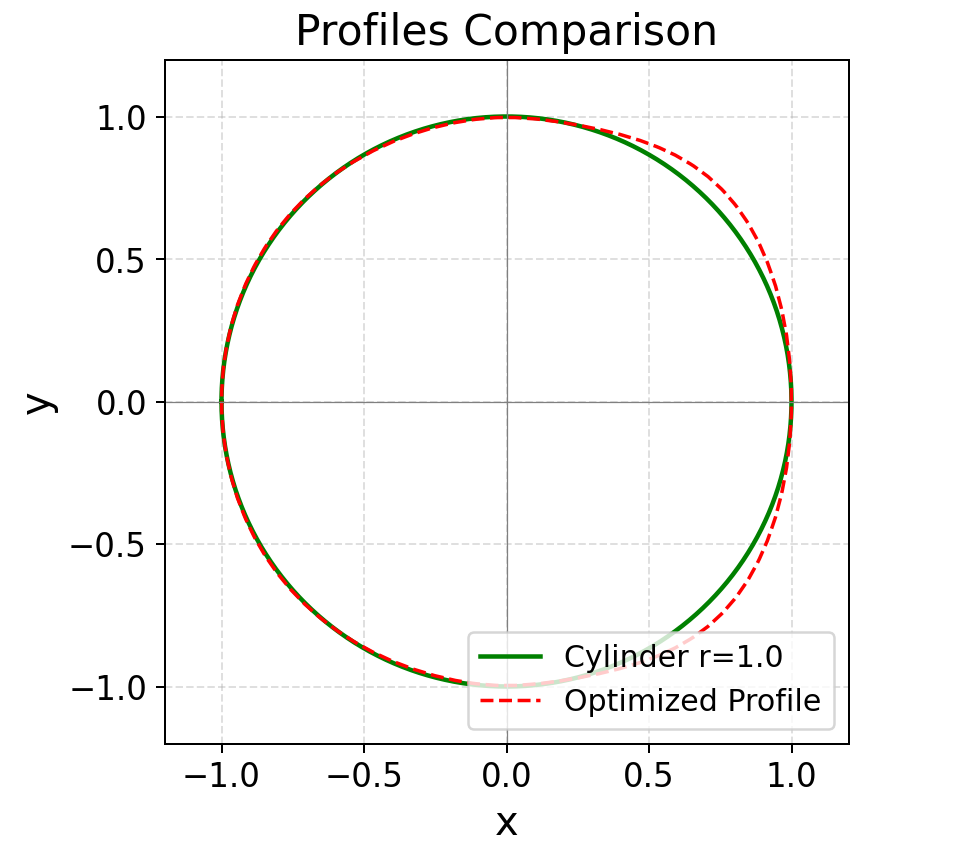 Profiles Comparison
1.0
0.5
0.0
−0.5
−1.0
y
Cylinder r=1.0
Optimized Profile
−1.0 −0.5 0.0 0.5 1.0
x